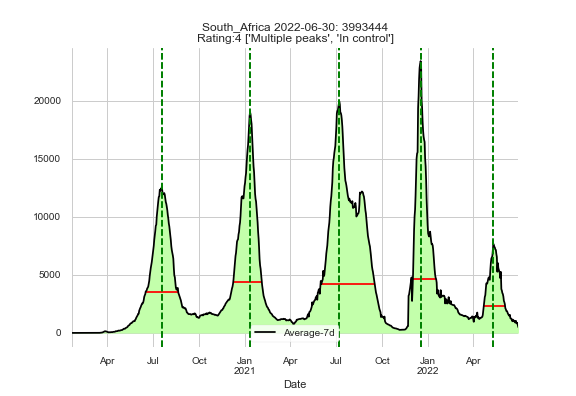 South_Africa 2022-06-30: 3993444
Rating:4 ['Multiple peaks', 'In control']
20000
15000
10000
5000
0
Average-7d
Apr Jul Oct Jan Apr Jul Oct Jan Apr
2021 2022
Date